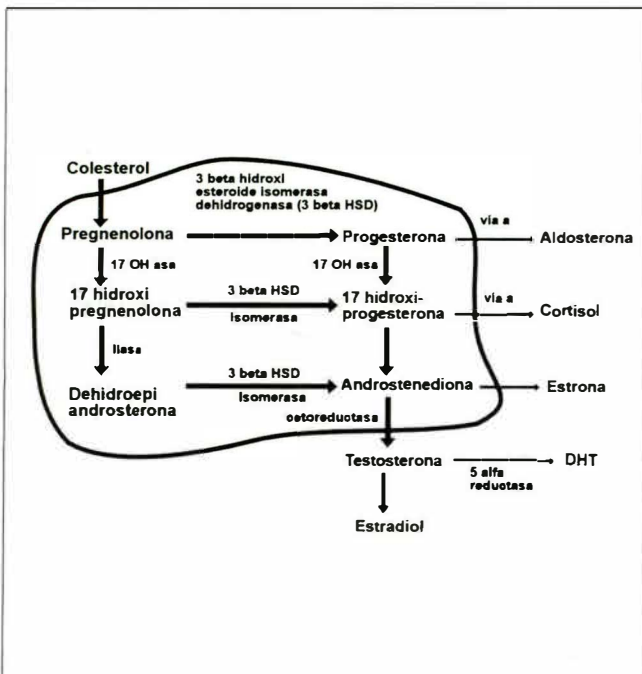 Colesterol
3 beta hidroxi
esteroide isomerasa
dehidrogenasa (3 beta HSD)
Pregnenolona
Progesterona
vía a
Aldosterona
17 OH asa
17 OH asa
17 hidroxi
pregnenolona
3 beta HSD
Isomerasa
17 hidroxi-
progesterona
vía a
Cortisol
liasa
Dehidroepi
androsterona
3 beta HSD
Isomerasa
Androstenediona
Estrona
cetoreductasa
Testosterona
5 alfa
reductasa
DHT
Estradiol